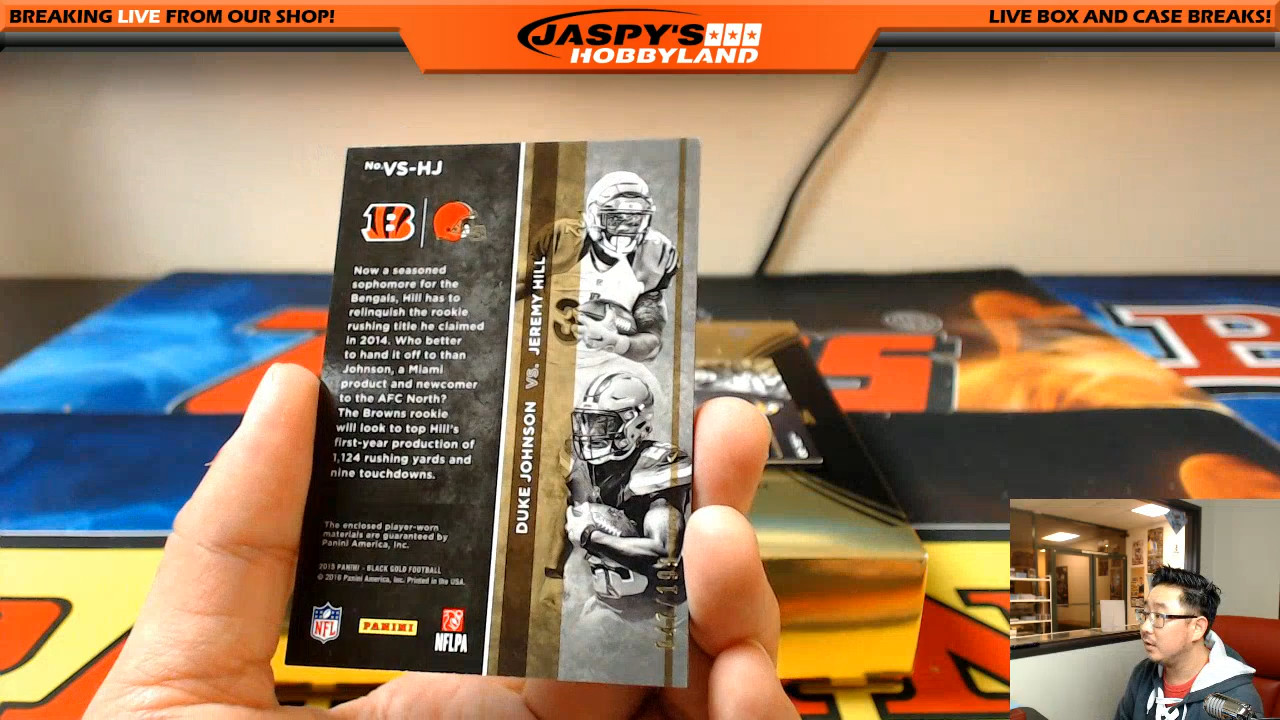 BREAKING LIVE FROM OUR SHOP!
JASPY'S
HOBBYLAND
LIVE BOX AND CASE BREAKS!
No. VS-HJ
B
Now a seasoned
sophomore for the
Bengals, Hill has to
relinquish the rookie
rushing title he claimed
in 2014. Who better
to hand it off to than
Johnson, a Miami
product and newcomer
to the AFC North?
The Browns rookie
will look to top Hill's
first-year production of
1,124 rushing yards and
nine touchdowns.
The enclosed player-worn
materials are guaranteed by
Panini America, Inc.
2015 PANINI - BLACK GOLD FOOTBALL
© 2016 Panini America, Inc. Printed in the USA.
NFL
PANINI
NFLPA
DUKE JOHNSON VS. JEREMY HILL